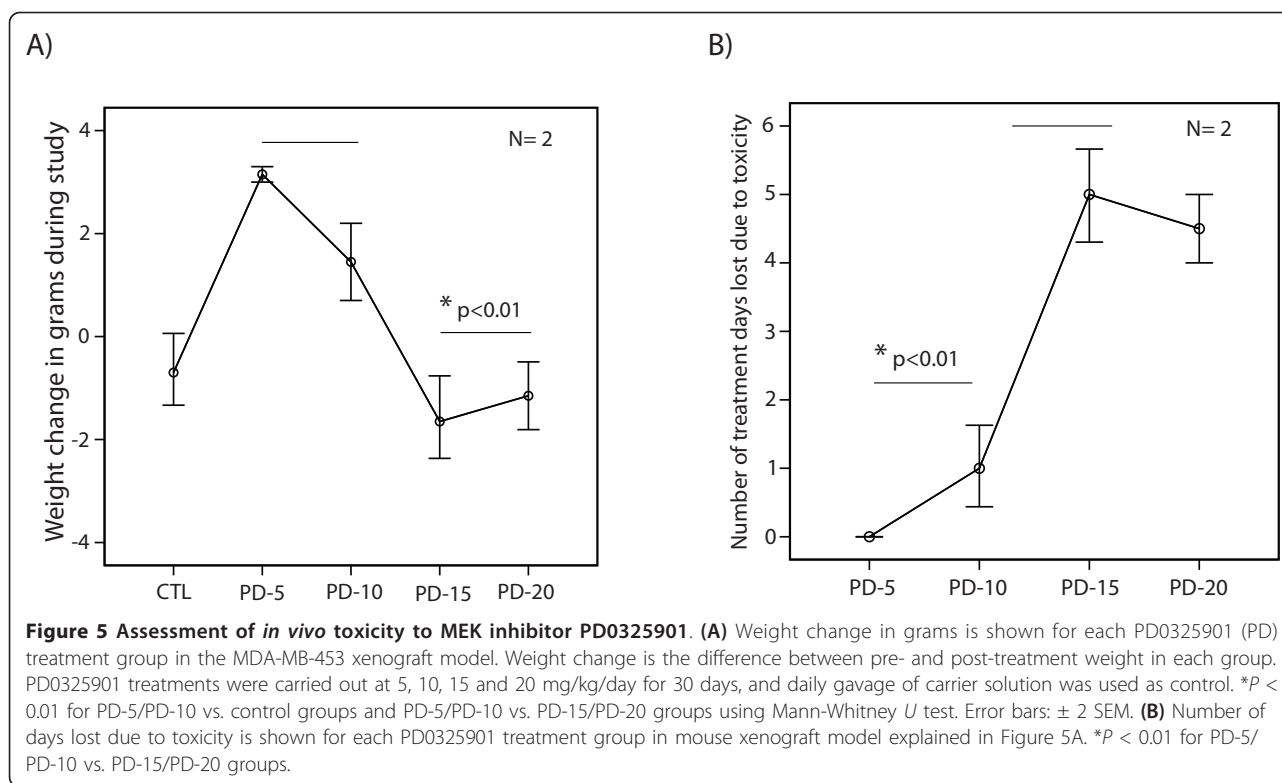 A)
B)
Weight change in grams during study
4
2
0
-2
-4
N= 2
* p<0.01
CTL PD-5 PD-10 PD-15 PD-20
Number of treatment days lost due to toxicity
6
5
4
3
2
1
0
N= 2
* p<0.01
PD-5 PD-10 PD-15 PD-20
Figure 5 Assessment of in vivo toxicity to MEK inhibitor PD0325901. (A) Weight change in grams is shown for each PD0325901 (PD)
treatment group in the MDA-MB-453 xenograft model. Weight change is the difference between pre- and post-treatment weight in each group.
PD0325901 treatments were carried out at 5, 10, 15 and 20 mg/kg/day for 30 days, and daily gavage of carrier solution was used as control. *P <
0.01 for PD-5/PD-10 vs. control groups and PD-5/PD-10 vs. PD-15/PD-20 groups using Mann-Whitney U test. Error bars: ± 2 SEM. (B) Number of
days lost due to toxicity is shown for each PD0325901 treatment group in mouse xenograft model explained in Figure 5A. *P < 0.01 for PD-5/
PD-10 vs. PD-15/PD-20 groups.